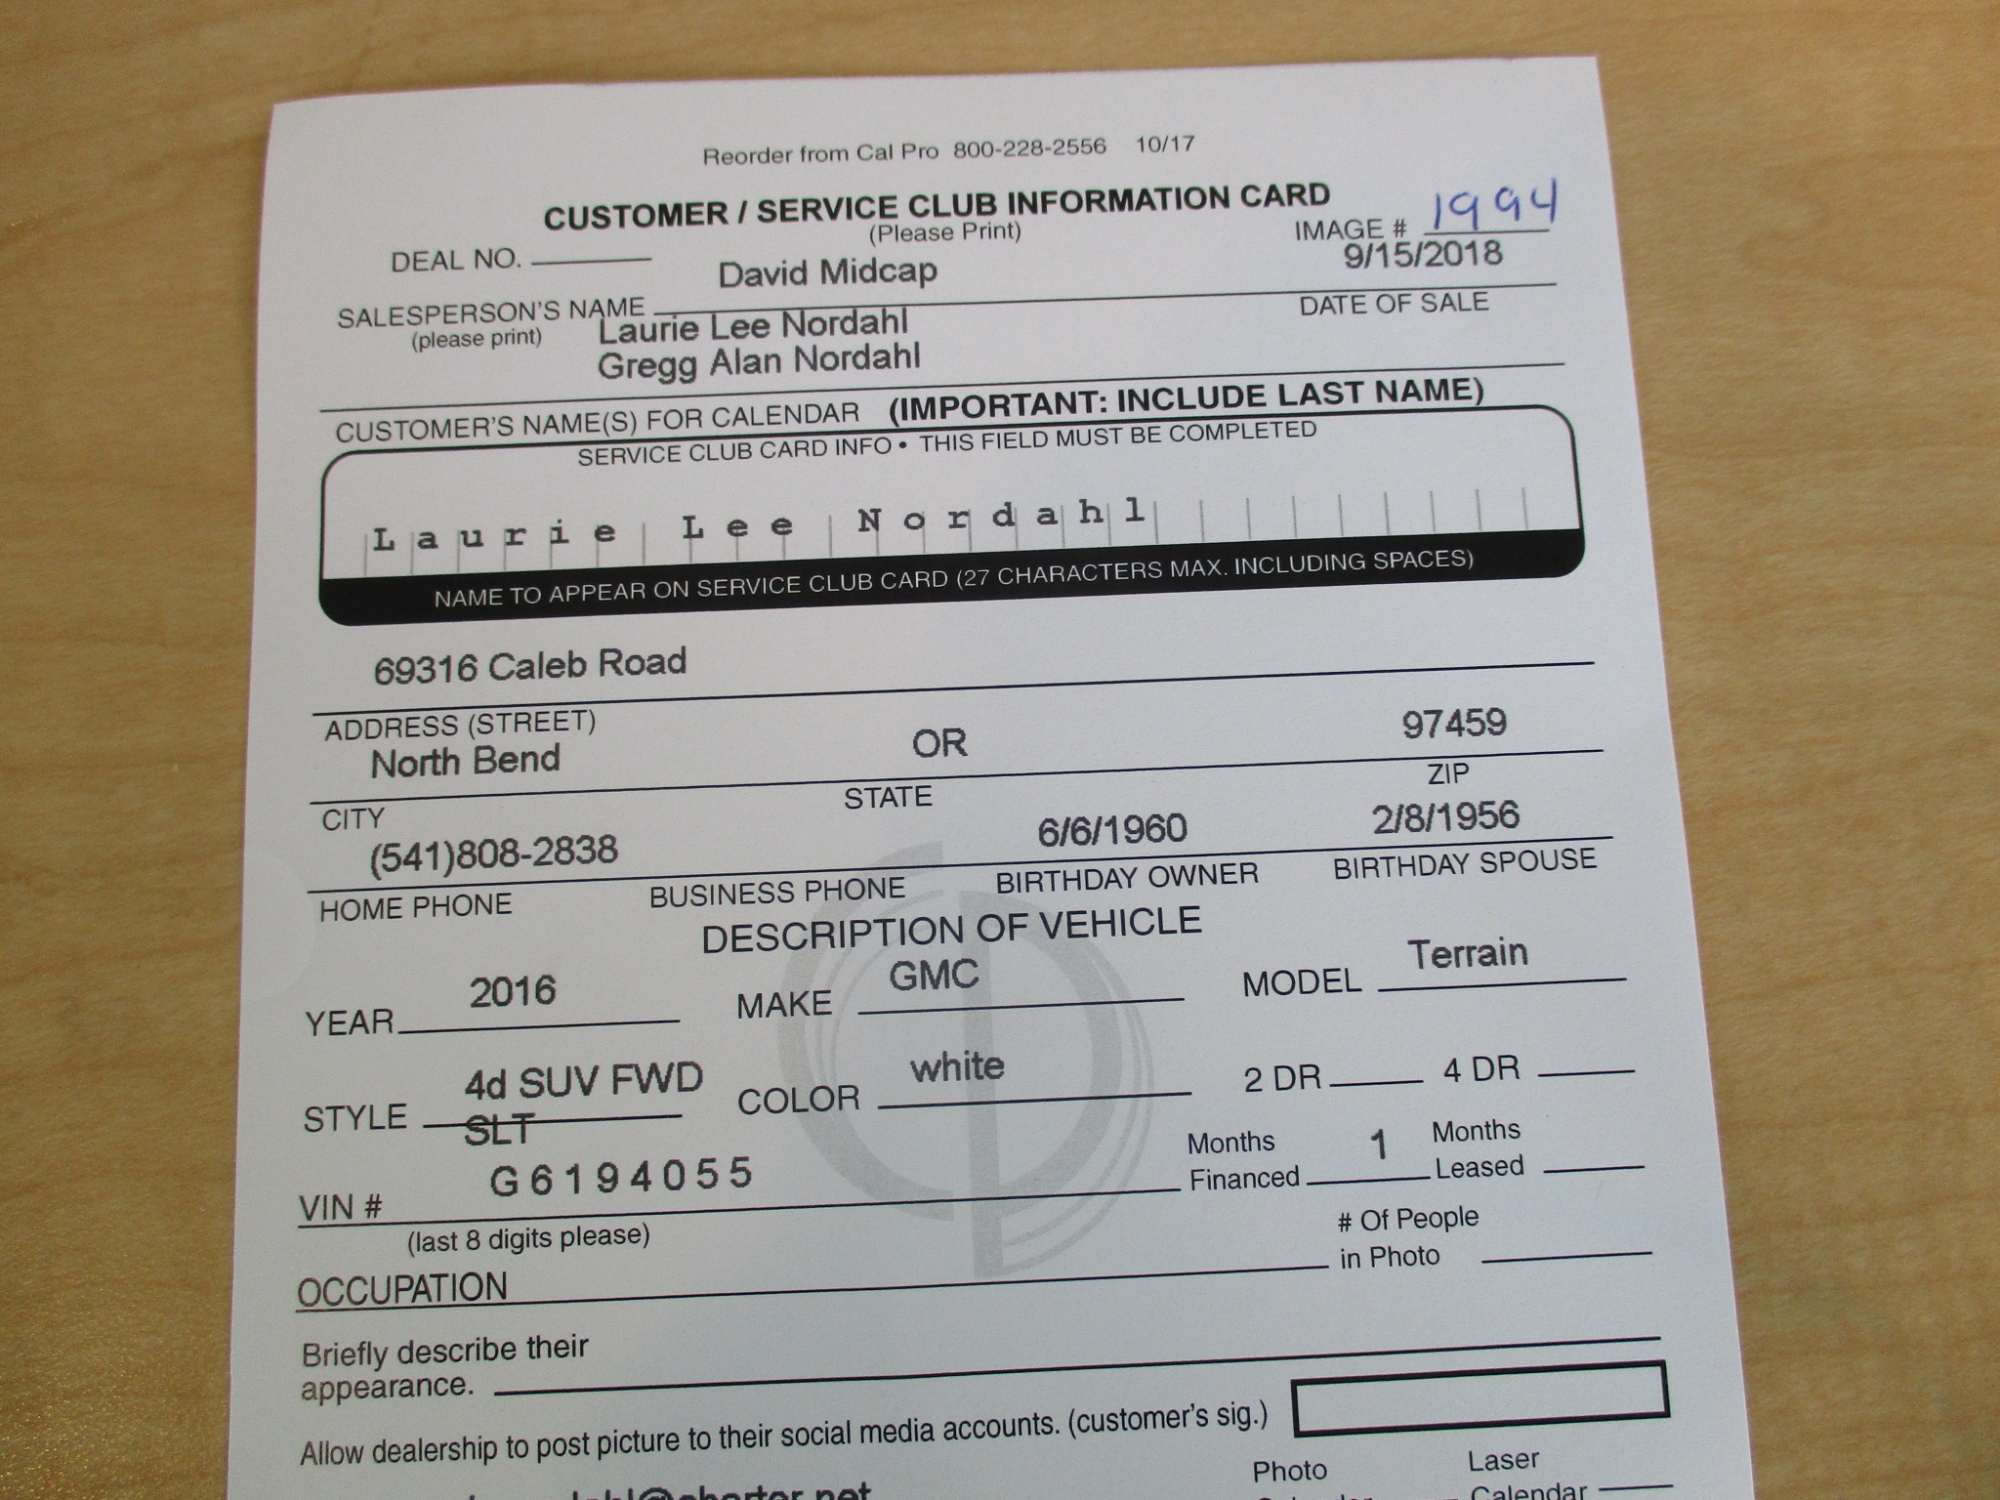 Reorder from Cal Pro 800-228-2556 10/17
CUSTOMER / SERVICE CLUB INFORMATION CARD
(Please Print)
IMAGE # 1994
DEAL NO.
David Midcap
9/15/2018
SALESPERSON'S NAME
DATE OF SALE
(please print)
Laurie Lee Nordahl
Gregg Alan Nordahl
CUSTOMER'S NAME(S) FOR CALENDAR (IMPORTANT: INCLUDE LAST NAME)
SERVICE CLUB CARD INFO • THIS FIELD MUST BE COMPLETED
Laurie Lee Nordahl
NAME TO APPEAR ON SERVICE CLUB CARD (27 CHARACTERS MAX. INCLUDING SPACES)
69316 Caleb Road
ADDRESS (STREET)
North Bend OR 97459
CITY STATE ZIP
(541)808-2838 6/6/1960 2/8/1956
HOME PHONE BUSINESS PHONE BIRTHDAY OWNER BIRTHDAY SPOUSE
DESCRIPTION OF VEHICLE
YEAR 2016 MAKE GMC MODEL Terrain
STYLE 4d SUV FWD COLOR white 2 DR 4 DR
SLT
VIN # G6194055
Months Financed 1 Months Leased
(last 8 digits please)
# Of People
in Photo
OCCUPATION
Briefly describe their
appearance.
Allow dealership to post picture to their social media accounts. (customer's sig.)
Photo
Laser
Calendar